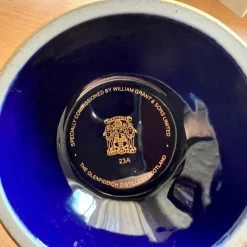 SPECIALLY COMMISSIONED BY WILLIAM GRANT & SONS LIMITED
23A
· THE GLENFIDDICH DISTILLERY SCOTLAND ·